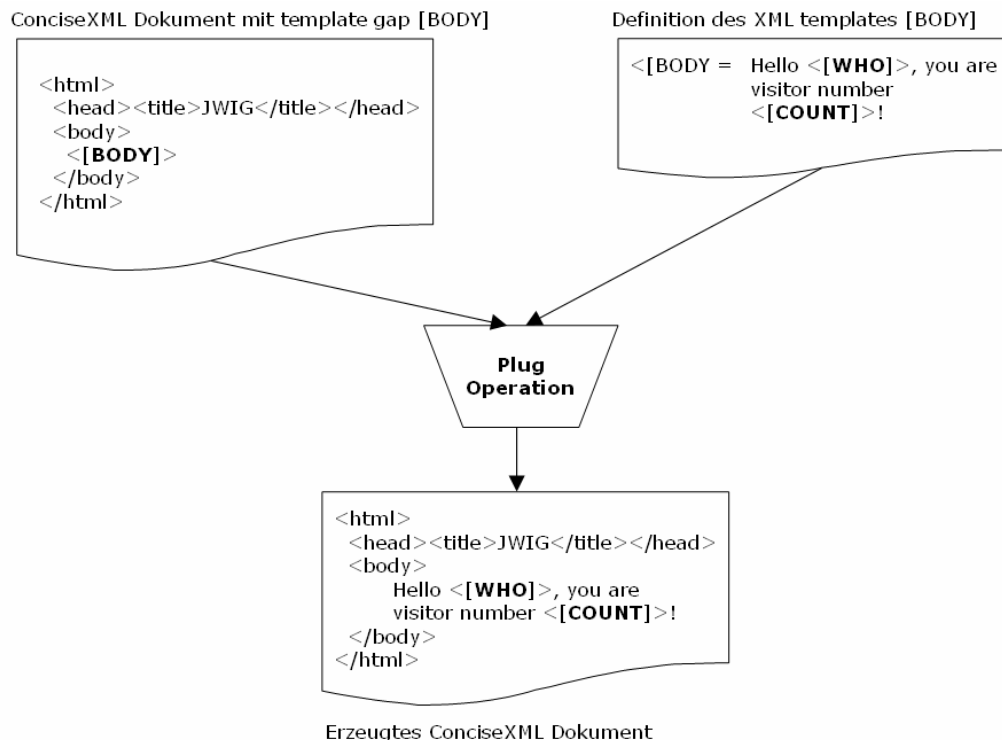 ConciseXML Dokument mit template gap [BODY]
<html>
<head><title>JWIG</title></head>
<body>
<[BODY]>
</body>
</html>
Definition des XML templates [BODY]
<[BODY = Hello <[WHO]>, you are
visitor number
<[COUNT]>!
Plug
Operation
<html>
<head><title>JWIG</title></head>
<body>
Hello <[WHO]>, you are
visitor number <[COUNT]>!
</body>
</html>
Erzeugtes ConciseXML Dokument